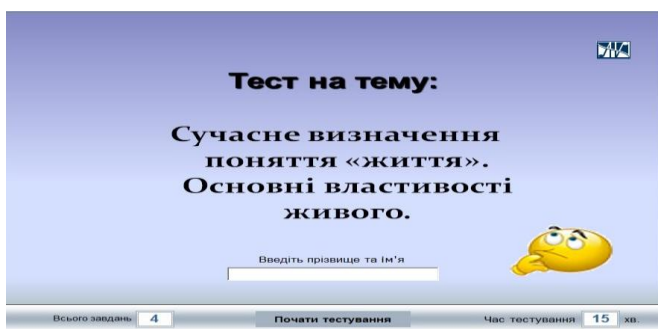 Тест на тему:
Сучасне визначення
поняття «життя».
Основні властивості
живого.
Введіть прізвище та ім'я
Всього завдань 4 Почати тестування Час тестування 15 хв.